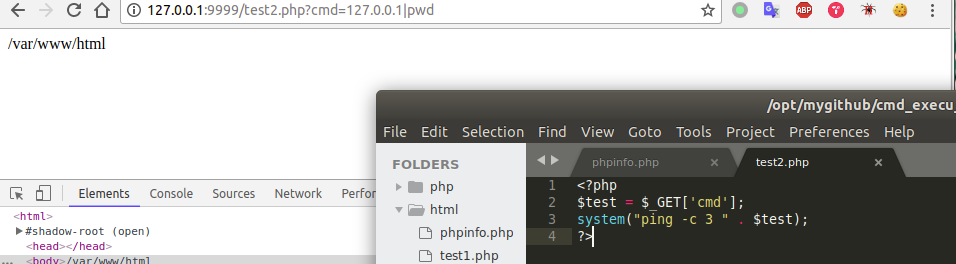 127.0.0.1:9999/test2.php?cmd=127.0.0.1|pwd
ABP
/var/www/html
/opt/mygithub/cmd_execu_
File Edit Selection Find View Goto Tools Project Preferences Help
FOLDERS
php
html
phpinfo.php
test1.php
phpinfo.php × test2.php ×
1 <?php
2 $test = $_GET['cmd'];
3 system("ping -c 3 " . $test);
4 ?>
Elements Console Sources Network Perfor
<html>
#shadow-root (open)
<head></head>
... <body>/var/www/html